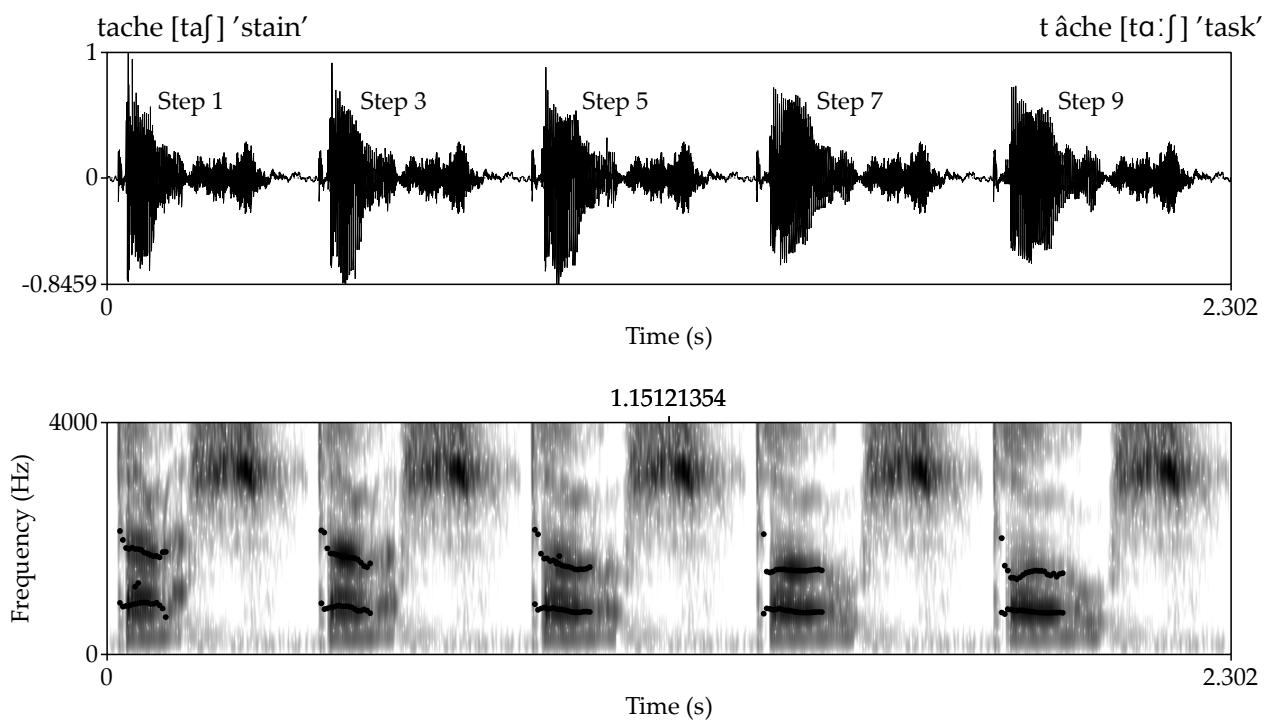 tache [taʃ] ’stain’
t âche [tɑːʃ] ’task’
1
Step 1
Step 3
Step 5
Step 7
Step 9
0
-0.8459
0
2.302
Time (s)
1.15121354
4000
Frequency (Hz)
0
0
2.302
Time (s)